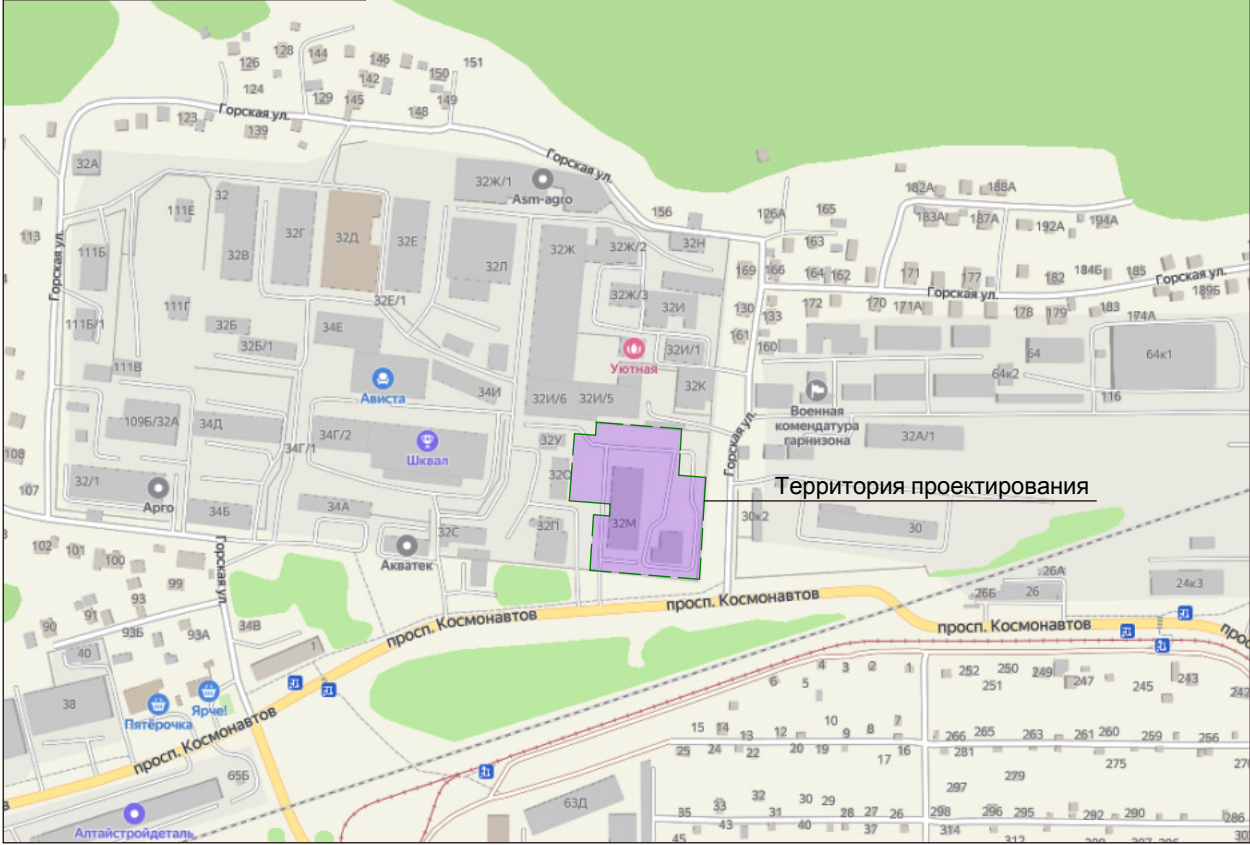 128
144
146
151
126
142
150
124
129
145
149
148
Горская ул.
123
139
32А
Горская ул.
32Ж/1
Asm-agro
182А
188А
111Е
32
156
126А
165
183А
187А
192А
194А
113
32Г
32Д
32Е
32Ж
32Ж/2
32Н
163
111Б
32В
32Л
Горская ул.
169
166
164
162
171
177
182
184Б
185
Горская ул.
32Ж/3
Горская ул.
189Б
111Г
32Е/1
32И
130
133
172
170
171А
178
179
183
174А
111Б/1
32Б
34Е
161
32Б/1
Уютная
32И/1
160
64
64к1
111В
Ависта
34И
32К
64к2
32И/6
32И/5
Военная
комендатура
гарнизона
116
109Б/32А
34Д
34Г/2
Шквал
32У
Горская ул.
32А/1
34Г/1
108
32О
107
32/1
Арго
Территория проектирования
34Б
34А
32С
32П
32М
30к2
30
102
101
100
Акватек
Горская ул.
99
26А
93
26Б
26
24к3
91
90
93Б
93А
34В
просп. Космонавтов
просп. Космонавтов
просп. Космонавтов
40
1
4
3
2
1
252
250
249
243
6
5
251
247
245
242
38
Пятёрочка
Ярче!
просп. Космонавтов
15
14
13
12
10
9
8
7
266
265
263
261
260
259
256
25
24
22
20
19
16
281
17
275
65Б
279
297
63Д
32
30
29
35
33
31
28
27
26
298
296
295
292
290
286
Алтайстройдеталь
43
40
37
314
45